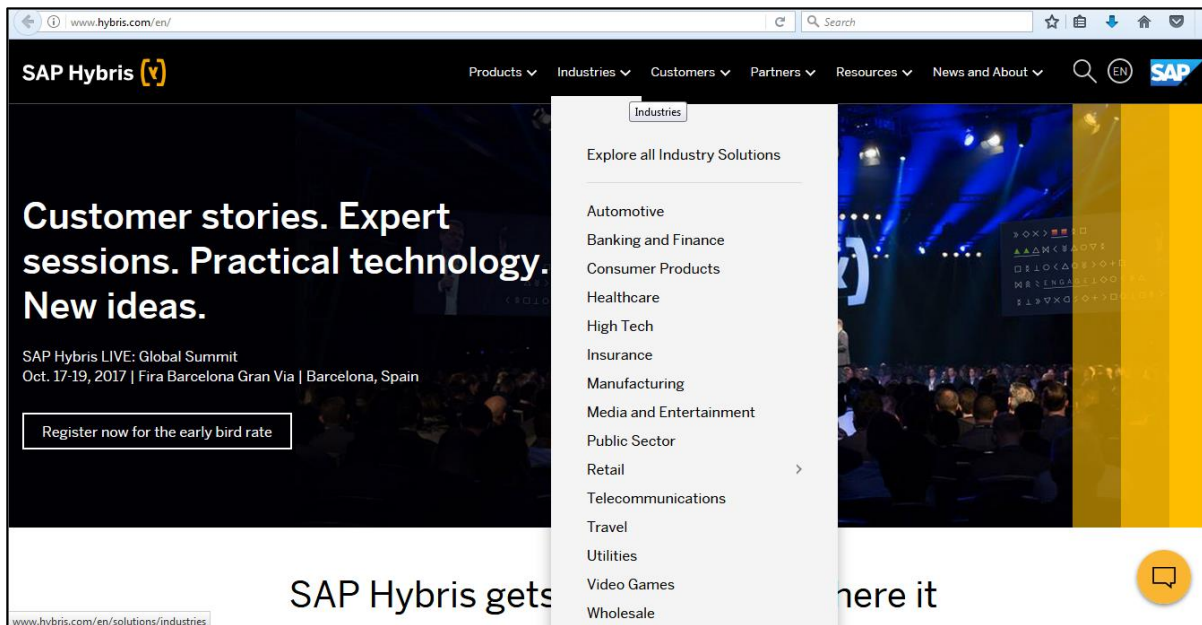 www.hybris.com/en/
Search
SAP Hybris
Products
Industries
Customers
Partners
Resources
News and About
EN
SAP
Industries
Explore all Industry Solutions
Automotive
Banking and Finance
Consumer Products
Healthcare
High Tech
Insurance
Manufacturing
Media and Entertainment
Public Sector
Retail
Telecommunications
Travel
Utilities
Video Games
Wholesale
Customer stories. Expert
sessions. Practical technology.
New ideas.
SAP Hybris LIVE: Global Summit
Oct. 17-19, 2017 | Fira Barcelona Gran Via | Barcelona, Spain
Register now for the early bird rate
ENGAGE
SAP Hybris gets
here it
www.hybris.com/en/solutions/industries